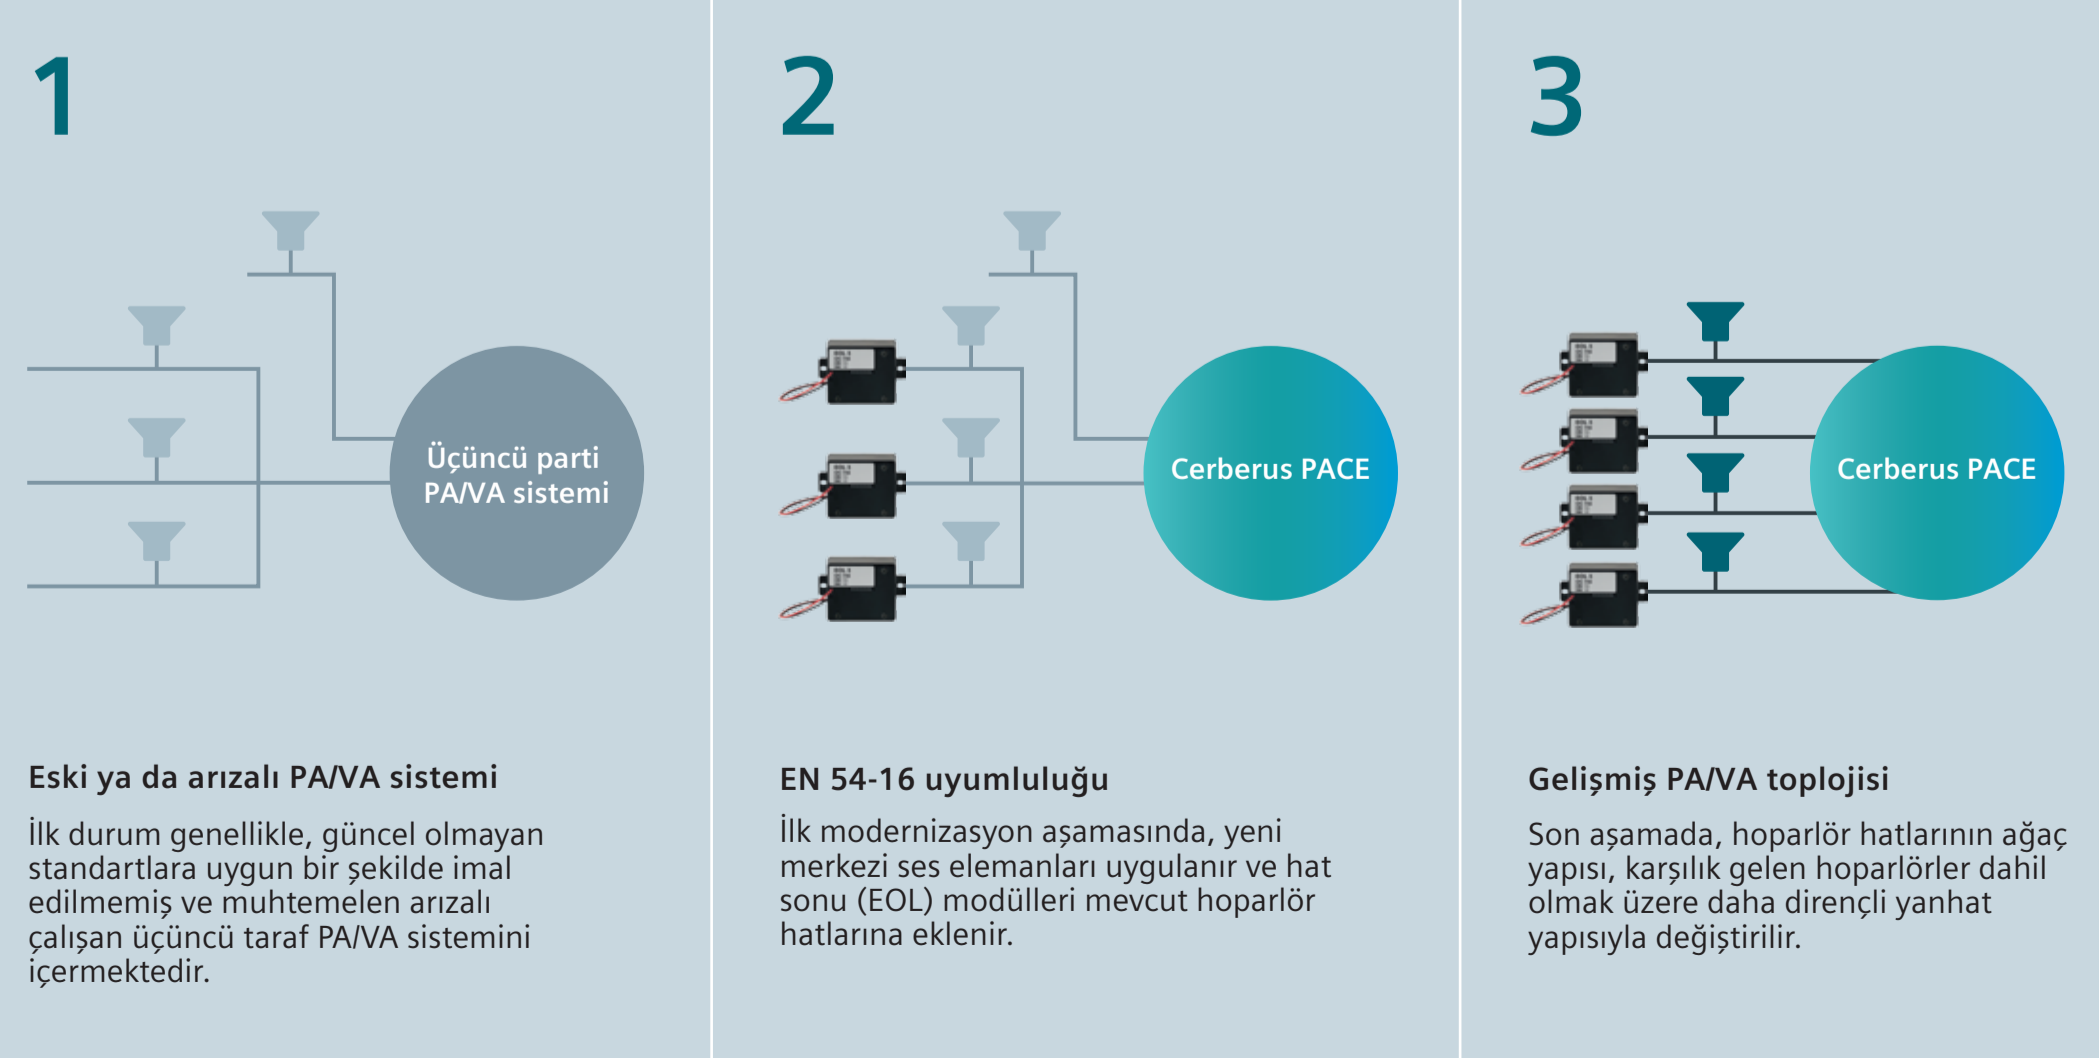 1
Üçüncü parti
PA/VA sistemi
Eski ya da arızalı PA/VA sistemi
İlk durum genellikle, güncel olmayan
standartlara uygun bir şekilde imal
edilmemiş ve muhtemelen arızalı
çalışan üçüncü taraf PA/VA sistemini
içermektedir.
2
Cerberus PACE
EN 54-16 uyumluluğu
İlk modernizasyon aşamasında, yeni
merkezi ses elemanları uygulanır ve hat
sonu (EOL) modülleri mevcut hoparlör
hatlarına eklenir.
3
Cerberus PACE
Gelişmiş PA/VA toplojisi
Son aşamada, hoparlör hatlarının ağaç
yapısı, karşılık gelen hoparlörler dahil
olmak üzere daha dirençli yanhat
yapısıyla değiştirilir.